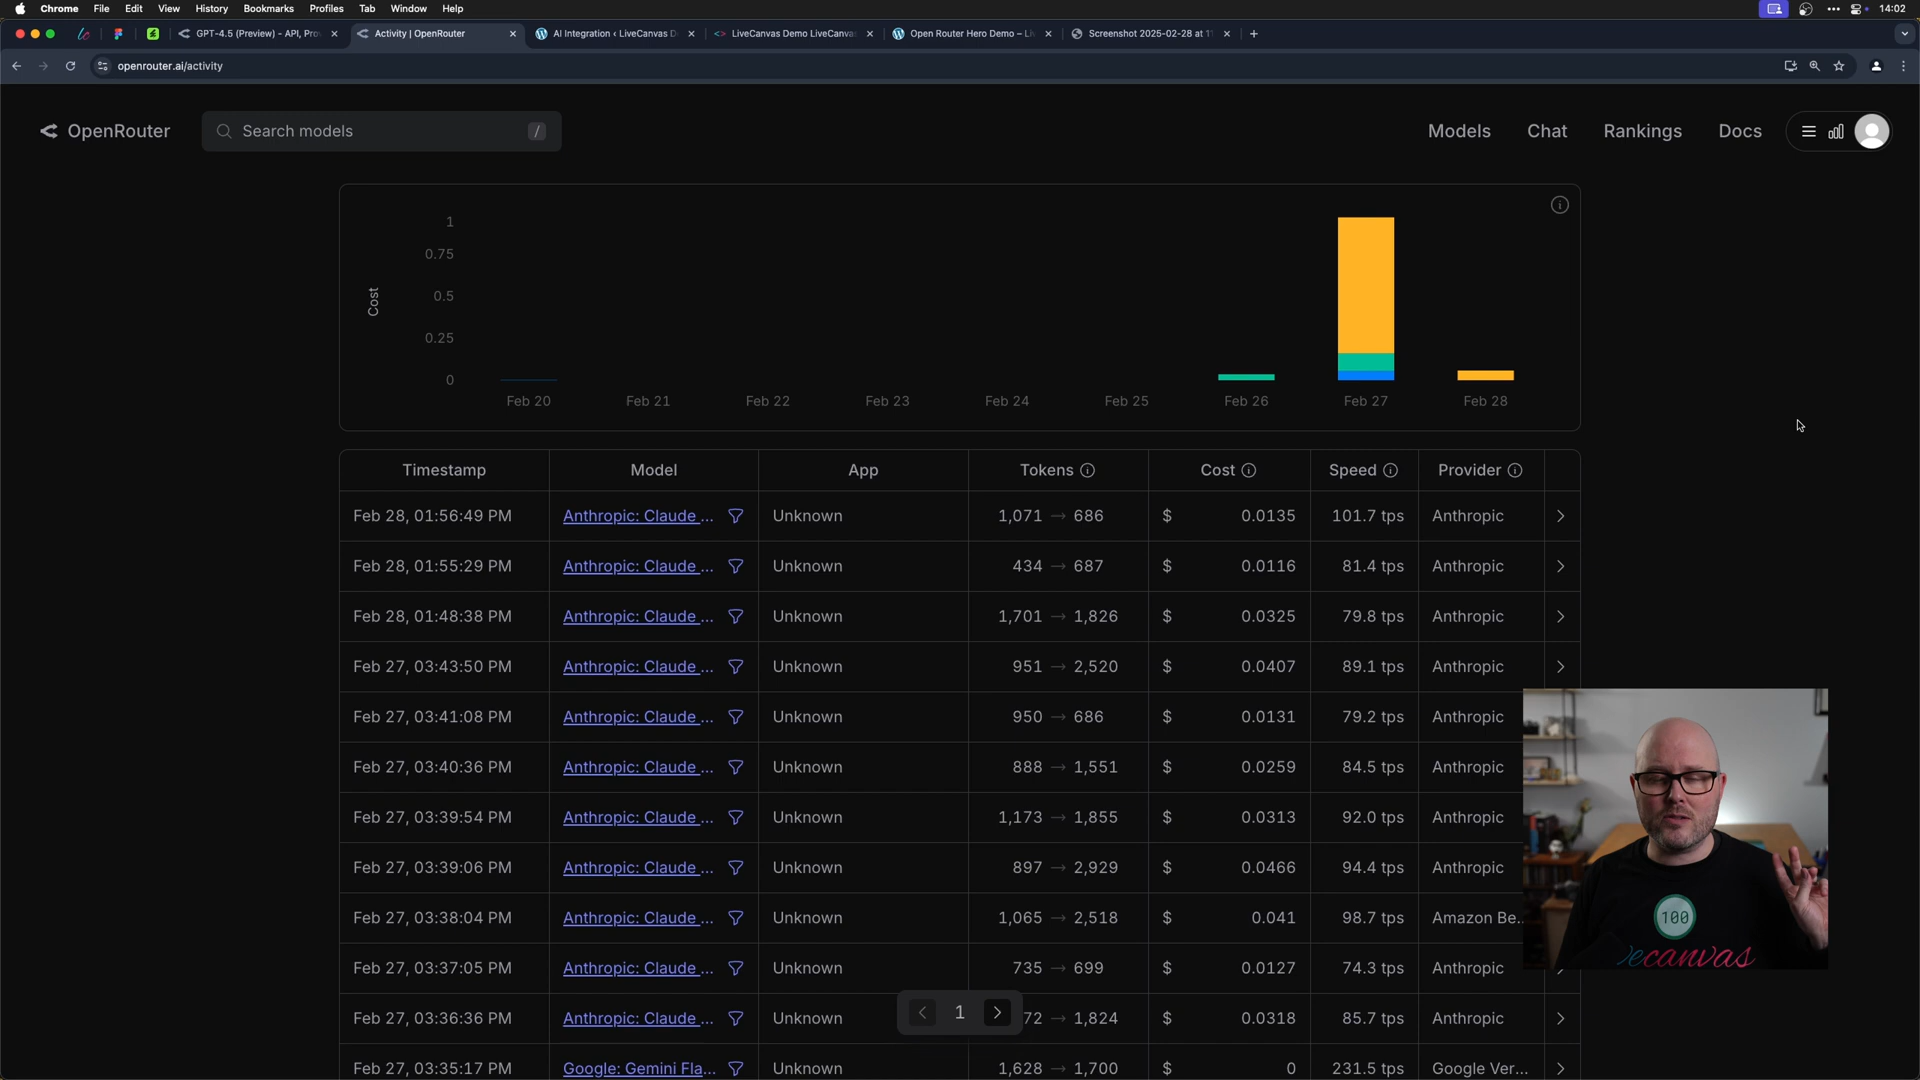 Chrome File Edit View History Bookmarks Profiles Tab Window Help 14:02
GPT-4.5 (Preview) - API, Pro Activity | OpenRouter AI Integration ‹ LiveCanvas D LiveCanvas Demo LiveCanvas Open Router Hero Demo – Li Screenshot 2025-02-28 at 1
openrouter.ai/activity
OpenRouter Search models / Models Chat Rankings Docs
Cost
1
0.75
0.5
0.25
0
Feb 20 Feb 21 Feb 22 Feb 23 Feb 24 Feb 25 Feb 26 Feb 27 Feb 28
Timestamp Model App Tokens Cost Speed Provider
Feb 28, 01:56:49 PM Anthropic: Claude ... Unknown 1,071 → 686 $ 0.0135 101.7 tps Anthropic
Feb 28, 01:55:29 PM Anthropic: Claude ... Unknown 434 → 687 $ 0.0116 81.4 tps Anthropic
Feb 28, 01:48:38 PM Anthropic: Claude ... Unknown 1,701 → 1,826 $ 0.0325 79.8 tps Anthropic
Feb 27, 03:43:50 PM Anthropic: Claude ... Unknown 951 → 2,520 $ 0.0407 89.1 tps Anthropic
Feb 27, 03:41:08 PM Anthropic: Claude ... Unknown 950 → 686 $ 0.0131 79.2 tps Anthropic
Feb 27, 03:40:36 PM Anthropic: Claude ... Unknown 888 → 1,551 $ 0.0259 84.5 tps Anthropic
Feb 27, 03:39:54 PM Anthropic: Claude ... Unknown 1,173 → 1,855 $ 0.0313 92.0 tps Anthropic
Feb 27, 03:39:06 PM Anthropic: Claude ... Unknown 897 → 2,929 $ 0.0466 94.4 tps Anthropic
Feb 27, 03:38:04 PM Anthropic: Claude ... Unknown 1,065 → 2,518 $ 0.041 98.7 tps Amazon Be...
100
ecanvas
Feb 27, 03:37:05 PM Anthropic: Claude ... Unknown 735 → 699 $ 0.0127 74.3 tps Anthropic
1
Feb 27, 03:36:36 PM Anthropic: Claude ... Unknown 72 → 1,824 $ 0.0318 85.7 tps Anthropic
Feb 27, 03:35:17 PM Google: Gemini Fla... Unknown 1,628 → 1,700 $ 0 231.5 tps Google Ver...